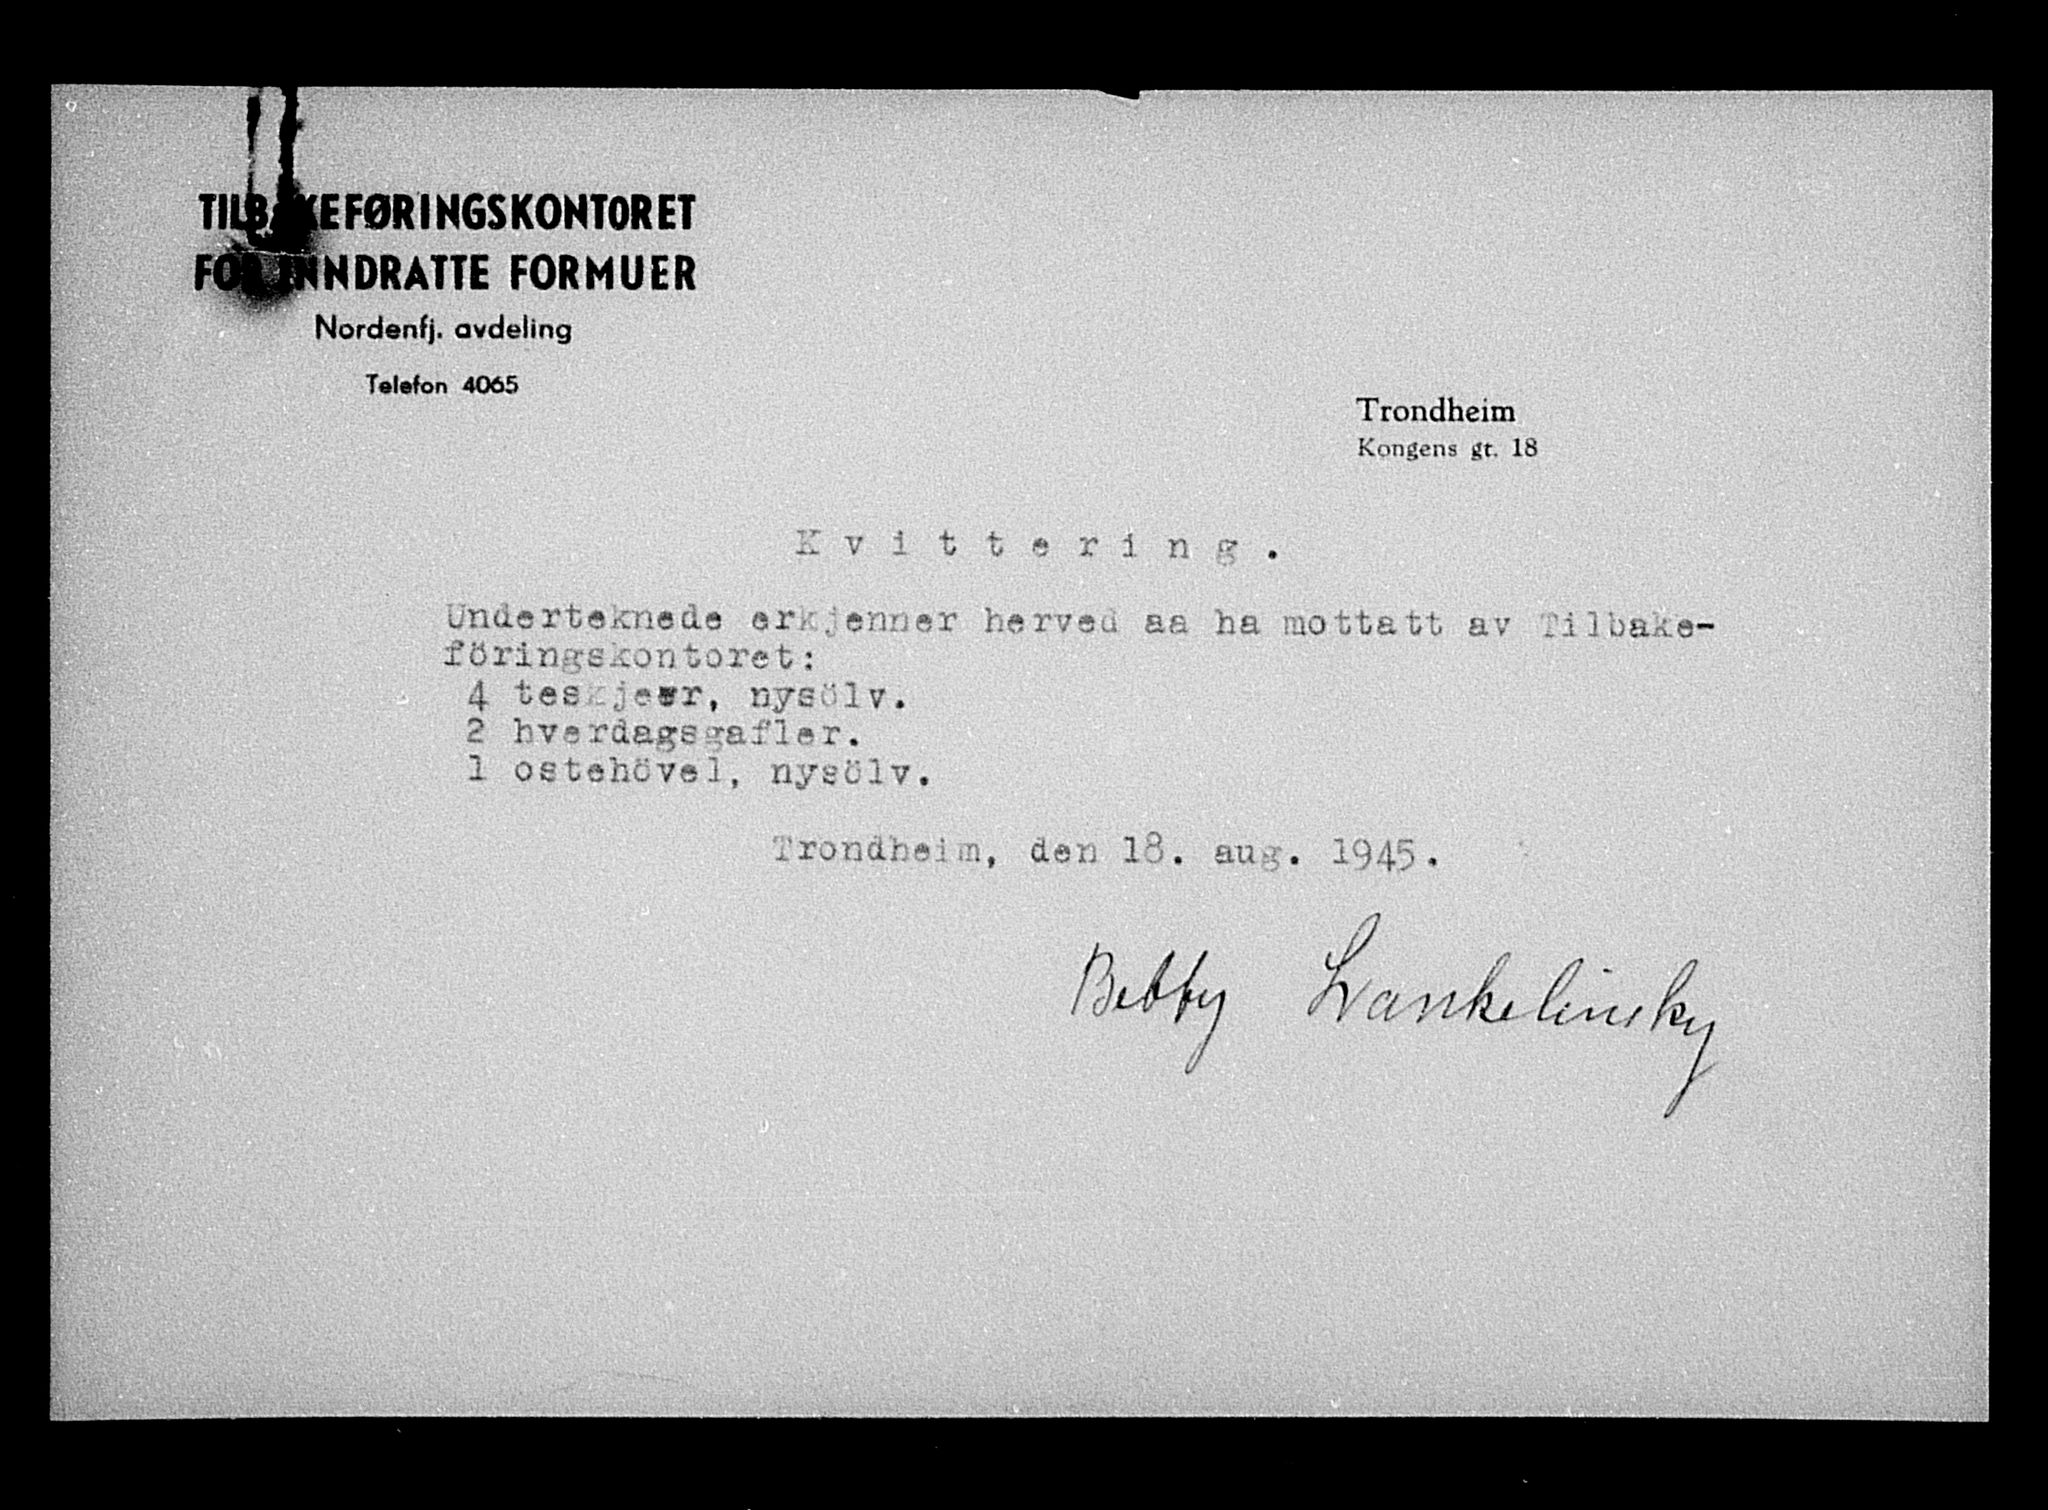 TILBAKEFØRINGSKONTORET
FOR INNDRATTE FORMUER
Nordenfj. avdeling
Telefon 4065
Trondheim
Kongens gt. 18
Kvittering.
Underteknede erkjenner herved aa ha mottatt av Tilbake-
föringskontoret:
4 teskjeer, nysölv.
2 hverdagsgafler.
1 ostehövel, nysölv.
Trondheim, den 18. aug. 1945.
Bebby